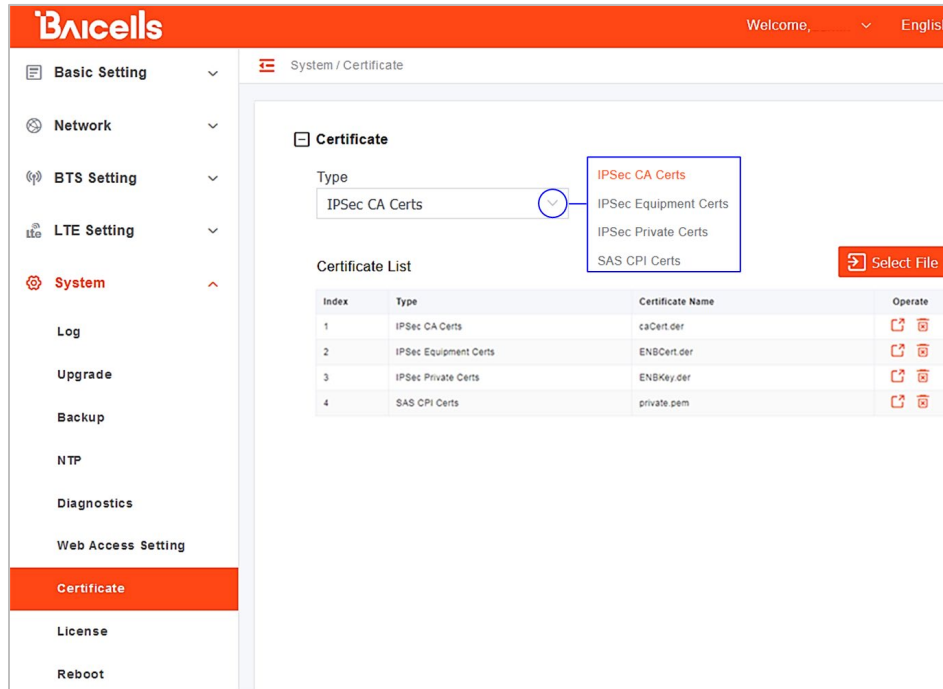 BAIcells
Welcome,
English
Basic Setting
System / Certificate
Network
Certificate
BTS Setting
Type
IPSec CA Certs
IPSec CA Certs
IPSec Equipment Certs
IPSec Private Certs
SAS CPI Certs
LTE Setting
Certificate List
Select File
System
Index Type Certificate Name Operate
1 IPSec CA Certs caCert.der
2 IPSec Equipment Certs ENBCert.der
3 IPSec Private Certs ENBKey.der
4 SAS CPI Certs private.pem
Log
Upgrade
Backup
NTP
Diagnostics
Web Access Setting
Certificate
License
Reboot